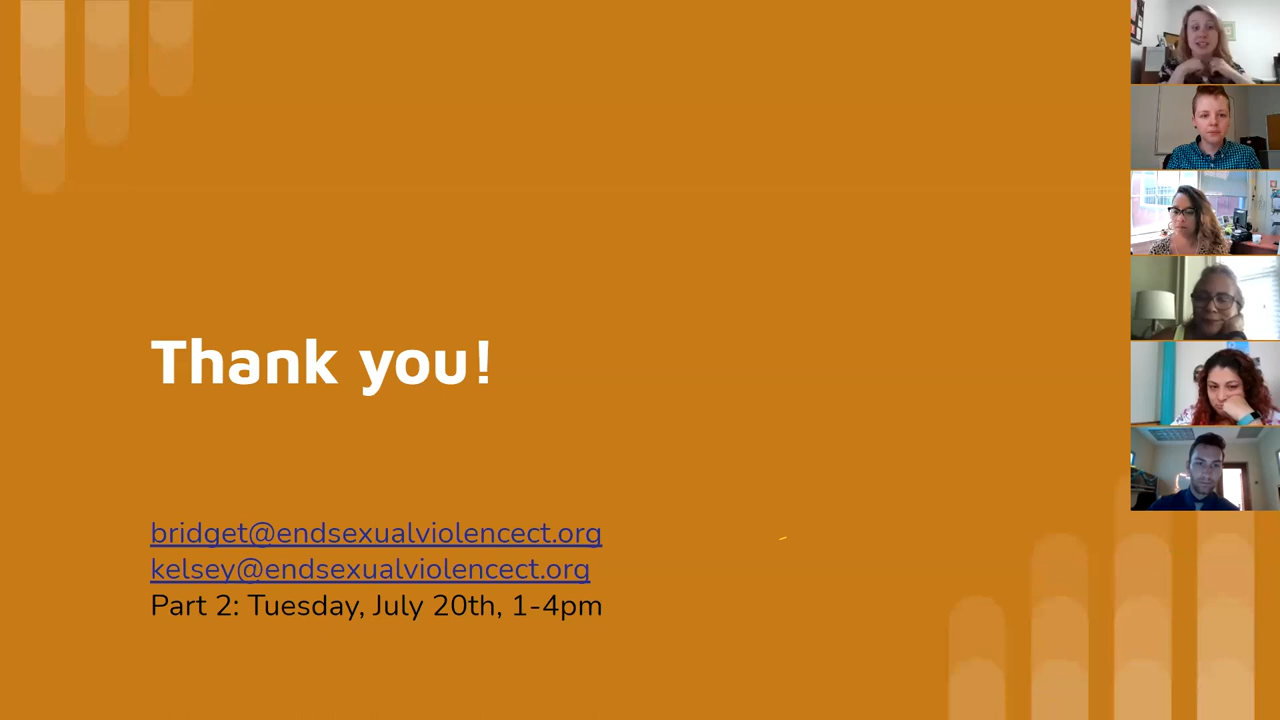 Thank you!
bridget@endsexualviolencect.org
kelsey@endsexualviolencect.org
Part 2: Tuesday, July 20th, 1-4pm